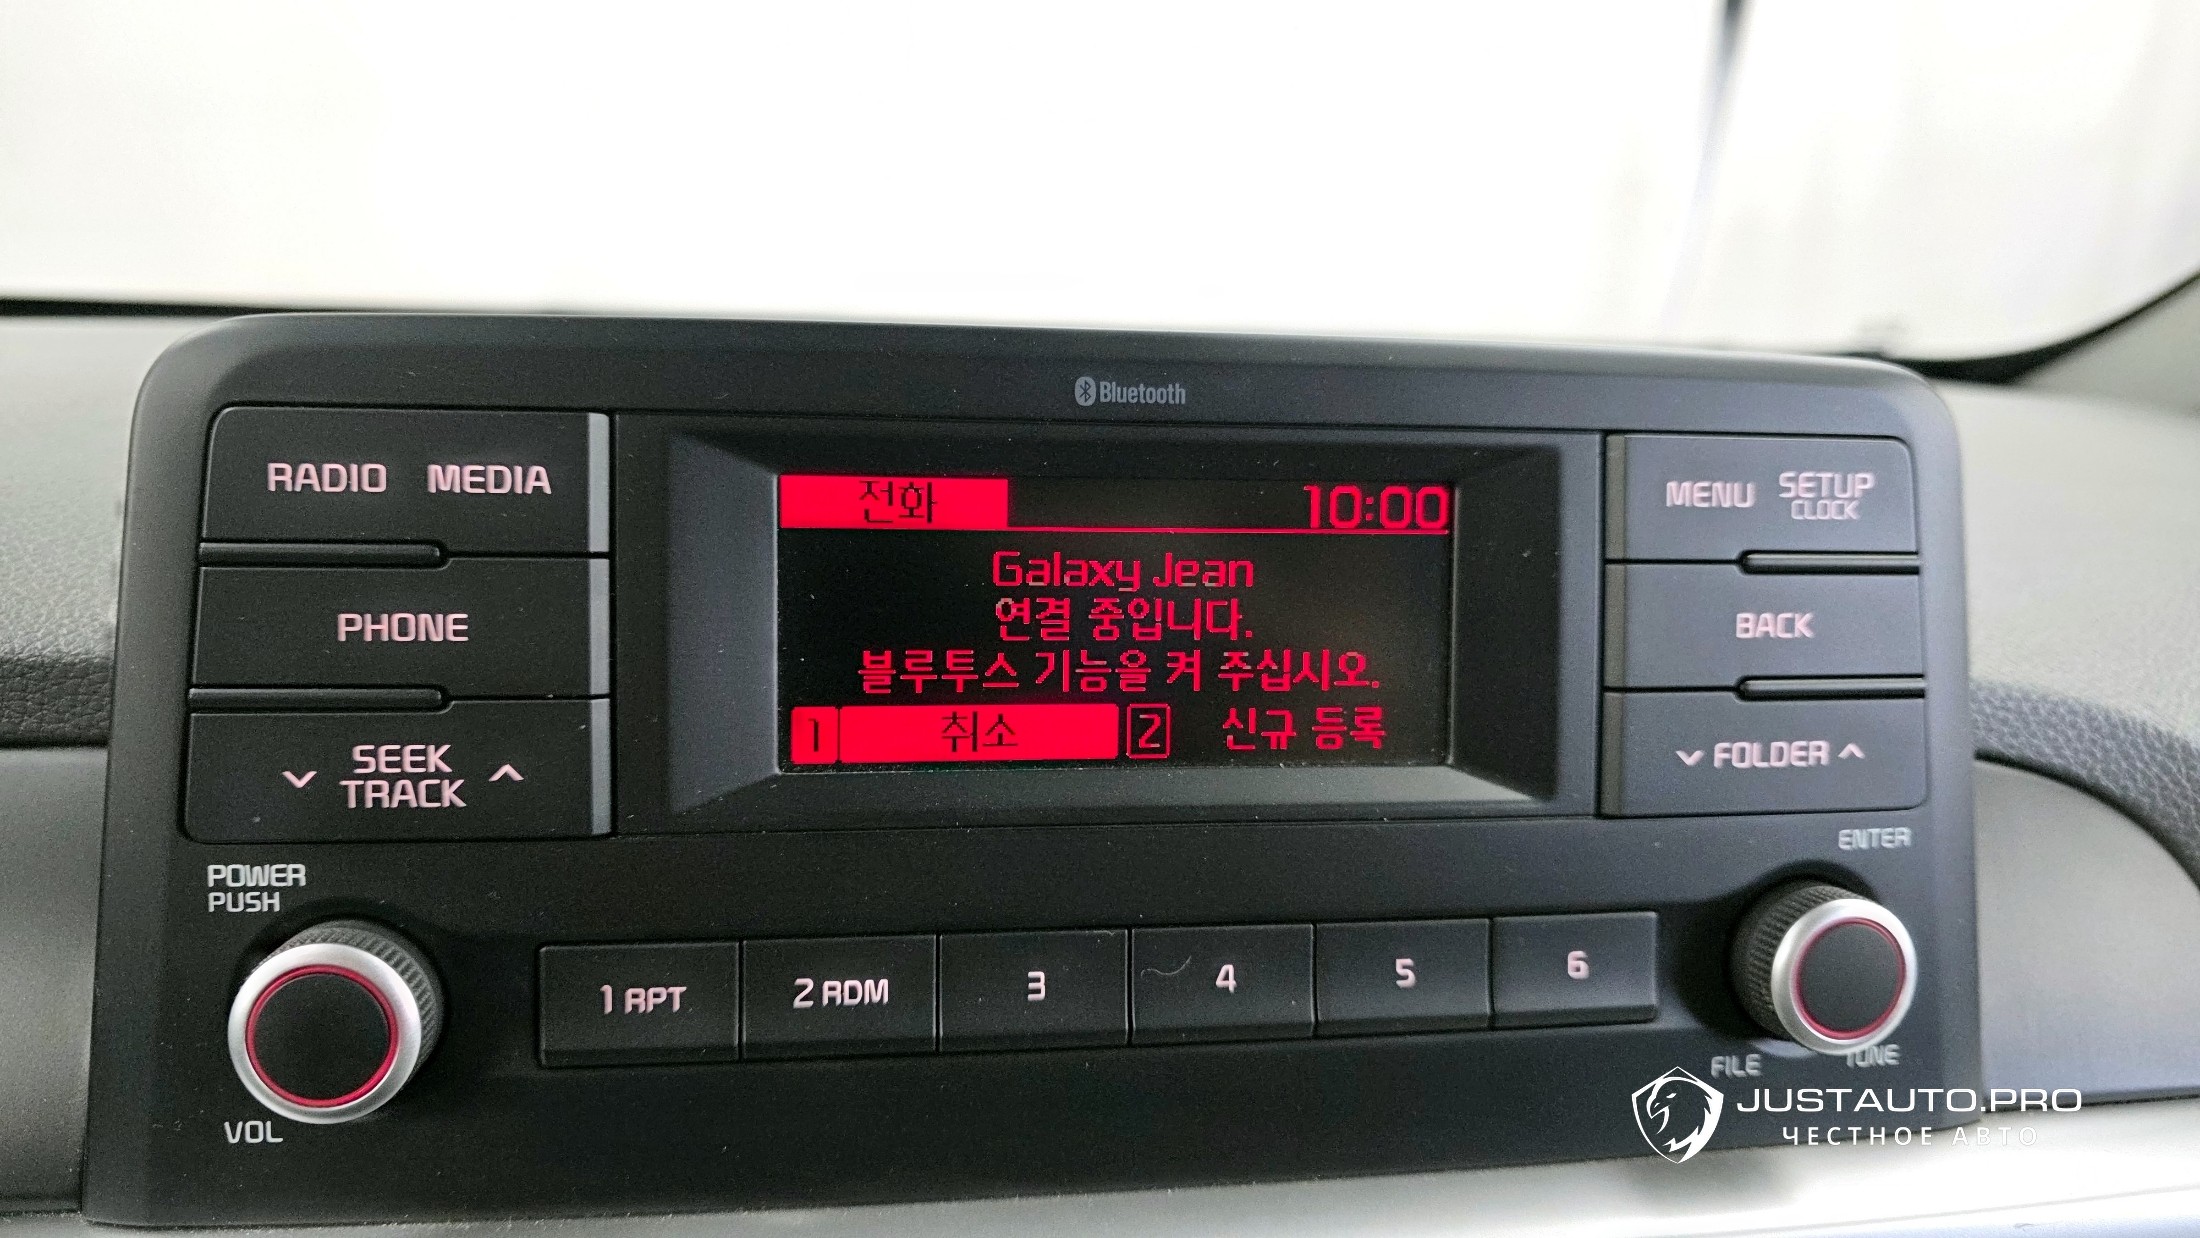 Bluetooth
RADIO MEDIA
PHONE
SEEK
TRACK
POWER
PUSH
VOL
전화 10:00
Galaxy Jean
연결 중입니다.
블루투스 기능을 켜 주십시오.
1 취소 2 신규 등록
MENU SETUP
CLOCK
BACK
FOLDER
ENTER
1 RPT 2 RDM 3 4 5 6
FILE TUNE
JUSTAUTO.PRO
ЧЕСТНОЕ АВТО